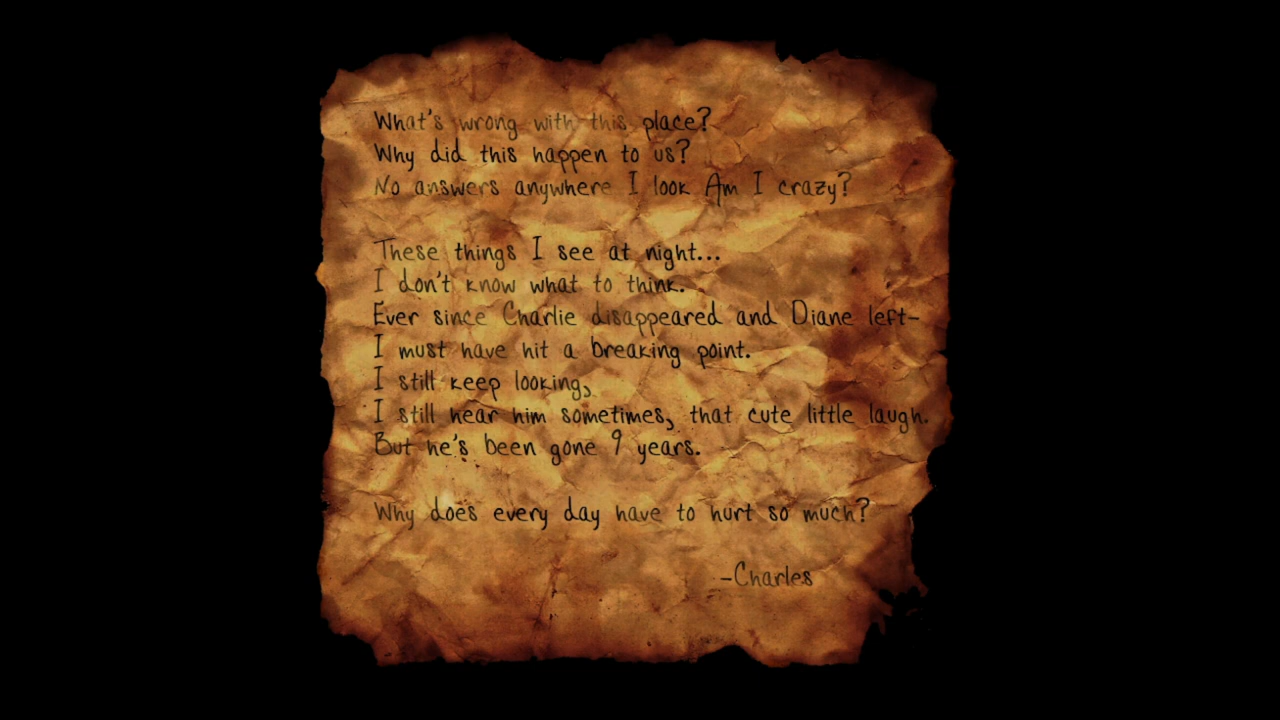 What's wrong with this place?
Why did this happen to us?
No answers anywhere I look Am I crazy?
These things I see at night...
I don't know what to think.
Ever since Charlie disappeared and Diane left-
I must have hit a breaking point.
I still keep looking,
I still hear him sometimes, that cute little laugh.
But he's been gone 9 years.
Why does every day have to hurt so much?
-Charles